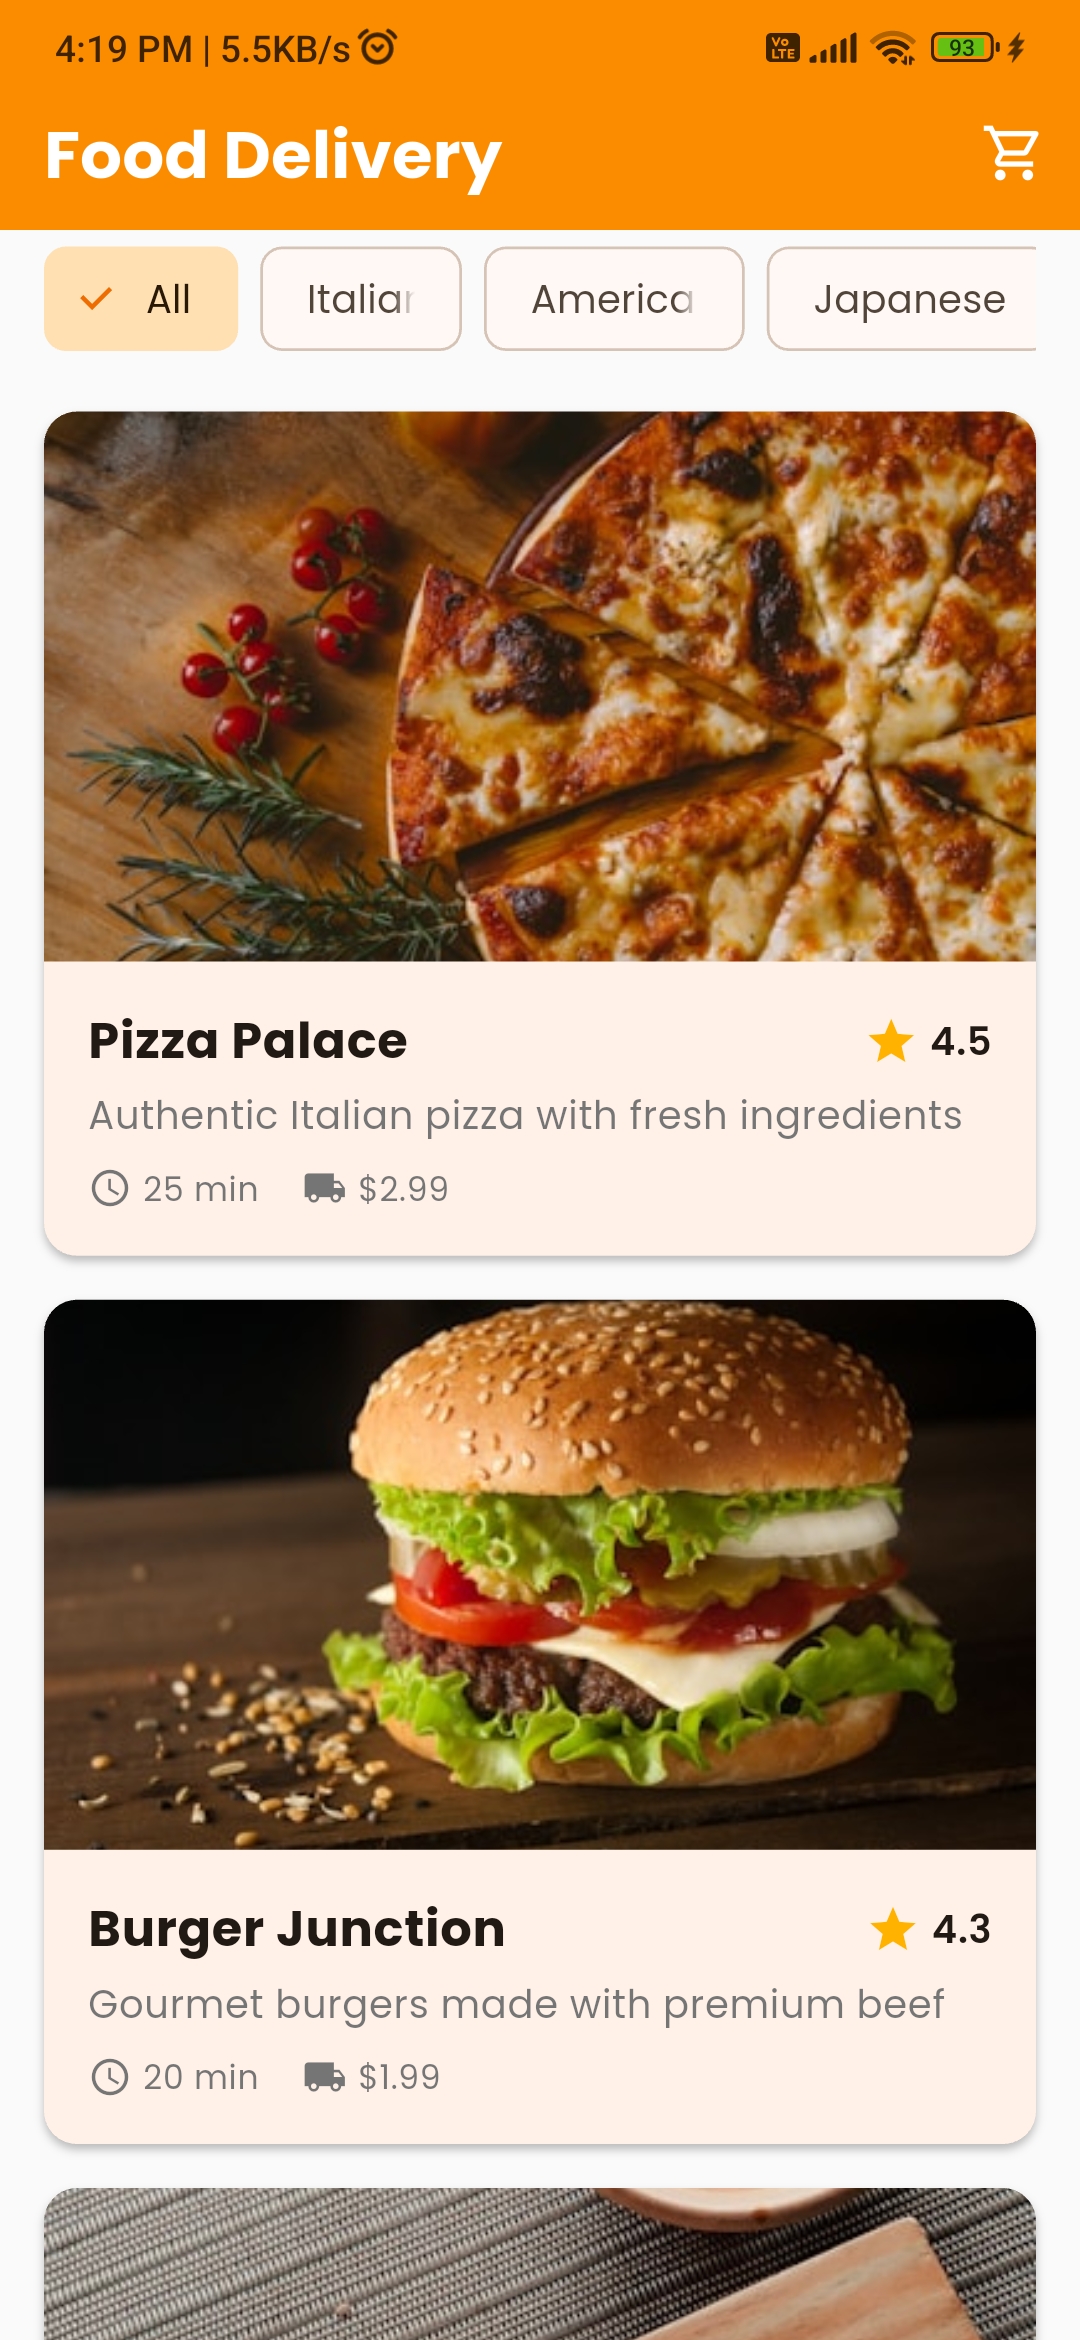 4:19 PM | 5.5KB/s
Vo LTE
93
Food Delivery
All
Italian
America
Japanese
Pizza Palace
4.5
Authentic Italian pizza with fresh ingredients
25 min
$2.99
Burger Junction
4.3
Gourmet burgers made with premium beef
20 min
$1.99